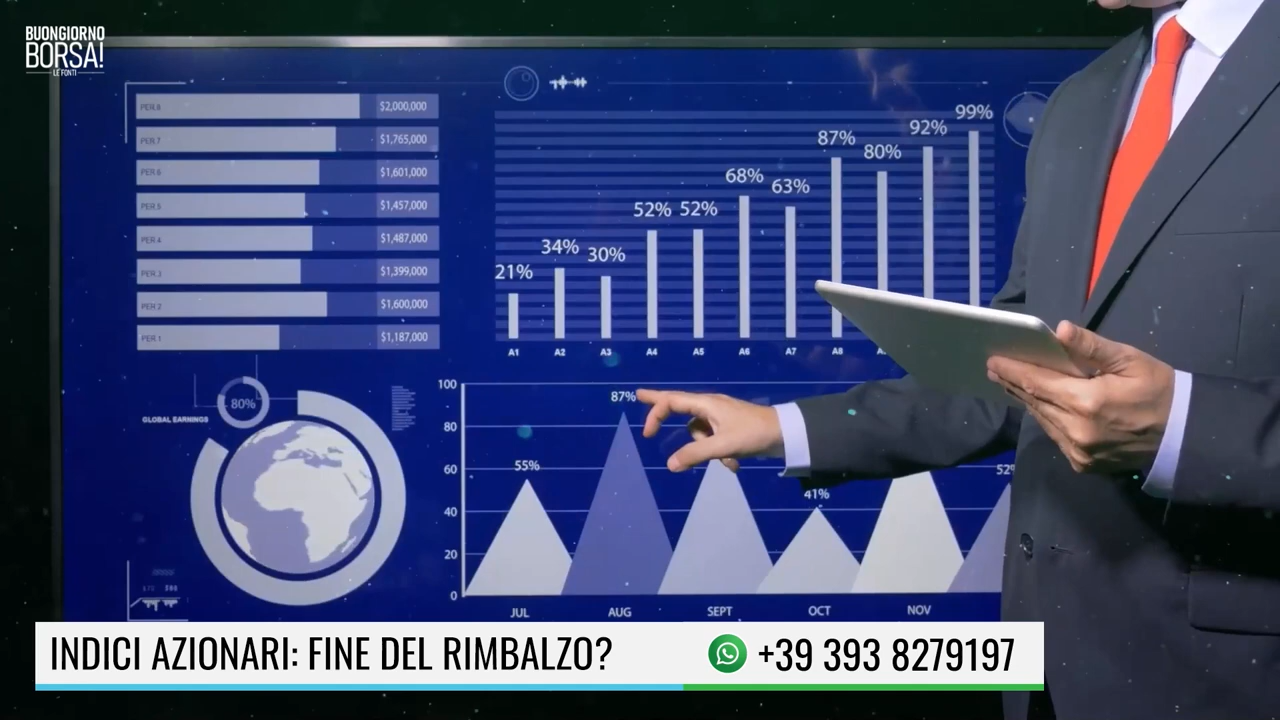 BUONGIORNO
BORSA!
LE FONTI
PER.8 $2,000,000
PER.7 $1,765,000
PER.6 $1,601,000
PER.5 $1,457,000
PER.4 $1,487,000
PER.3 $1,399,000
PER.2 $1,600,000
PER.1 $1,187,000
21% 34% 30% 52% 52% 68% 63% 87% 80% 92% 99%
A1 A2 A3 A4 A5 A6 A7 A8
80%
GLOBAL EARNINGS
100
80
60
40
20
0
55% 87% 41% 52%
JUL AUG SEPT OCT NOV
INDICI AZIONARI: FINE DEL RIMBALZO?
+39 393 8279197